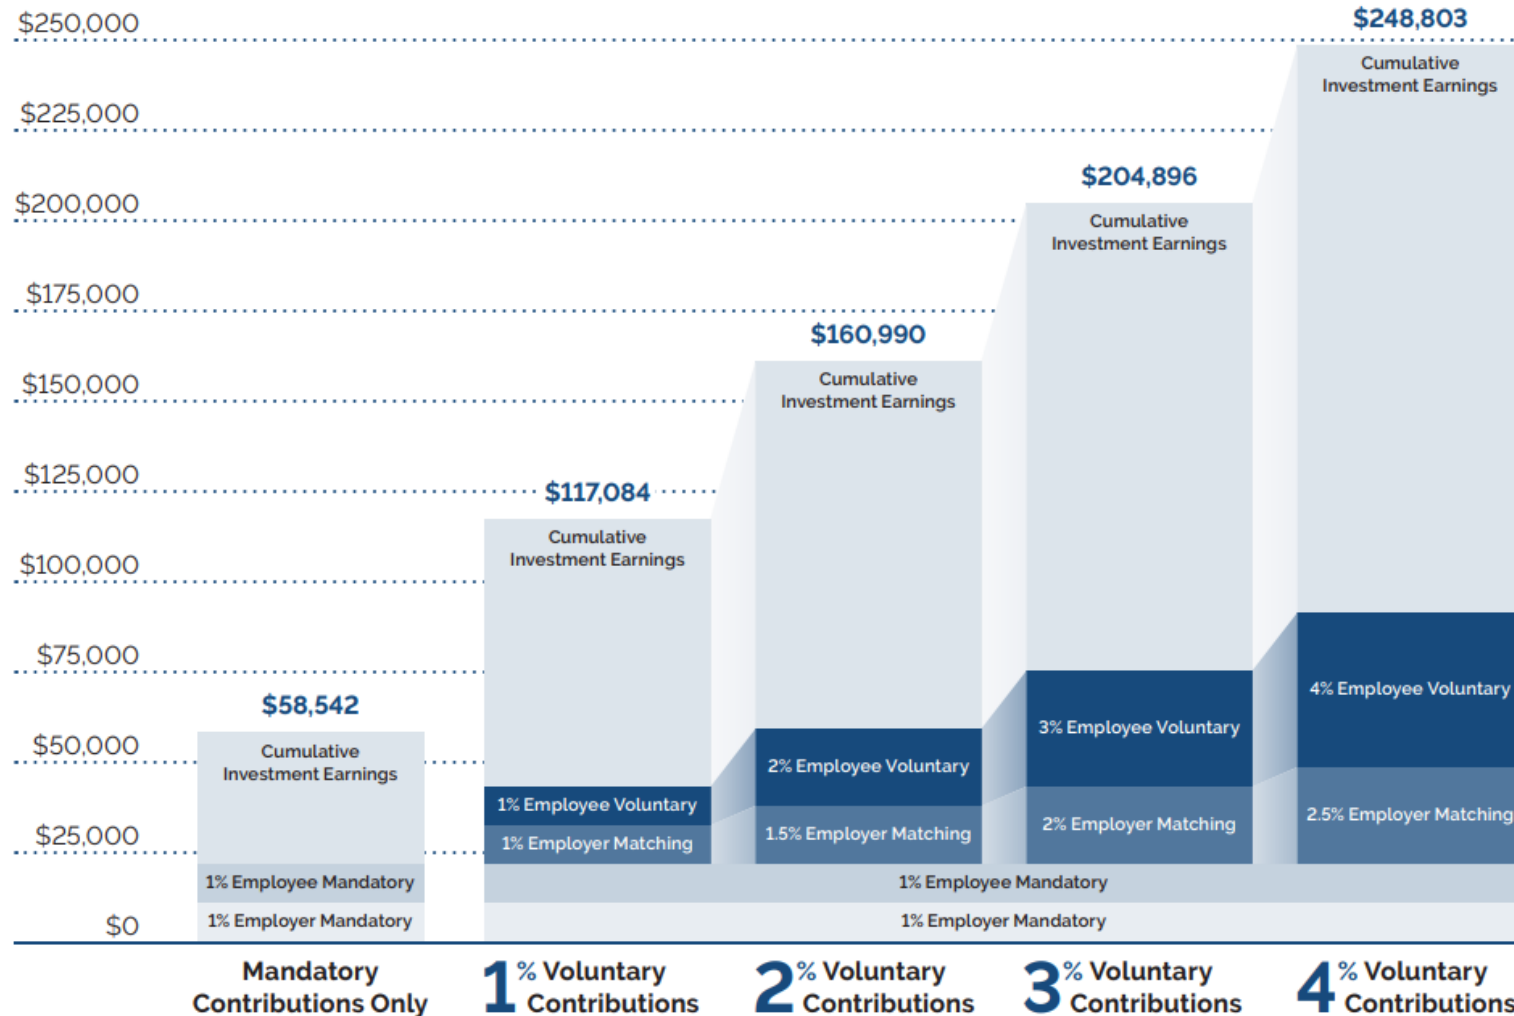 $250,000
$225,000
$200,000
$175,000
$150,000
$125,000
$100,000
$75,000
$50,000
$25,000
$0
$58,542
Cumulative
Investment Earnings
1% Employee Mandatory
1% Employer Mandatory
Mandatory
Contributions Only
$117,084
Cumulative
Investment Earnings
1% Employee Voluntary
1% Employer Matching
1% Voluntary
Contributions
$160,990
Cumulative
Investment Earnings
2% Employee Voluntary
1.5% Employer Matching
2% Voluntary
Contributions
$204,896
Cumulative
Investment Earnings
3% Employee Voluntary
2% Employer Matching
3% Voluntary
Contributions
$248,803
Cumulative
Investment Earnings
4% Employee Voluntary
2.5% Employer Matching
4% Voluntary
Contributions
1% Employee Mandatory
1% Employer Mandatory